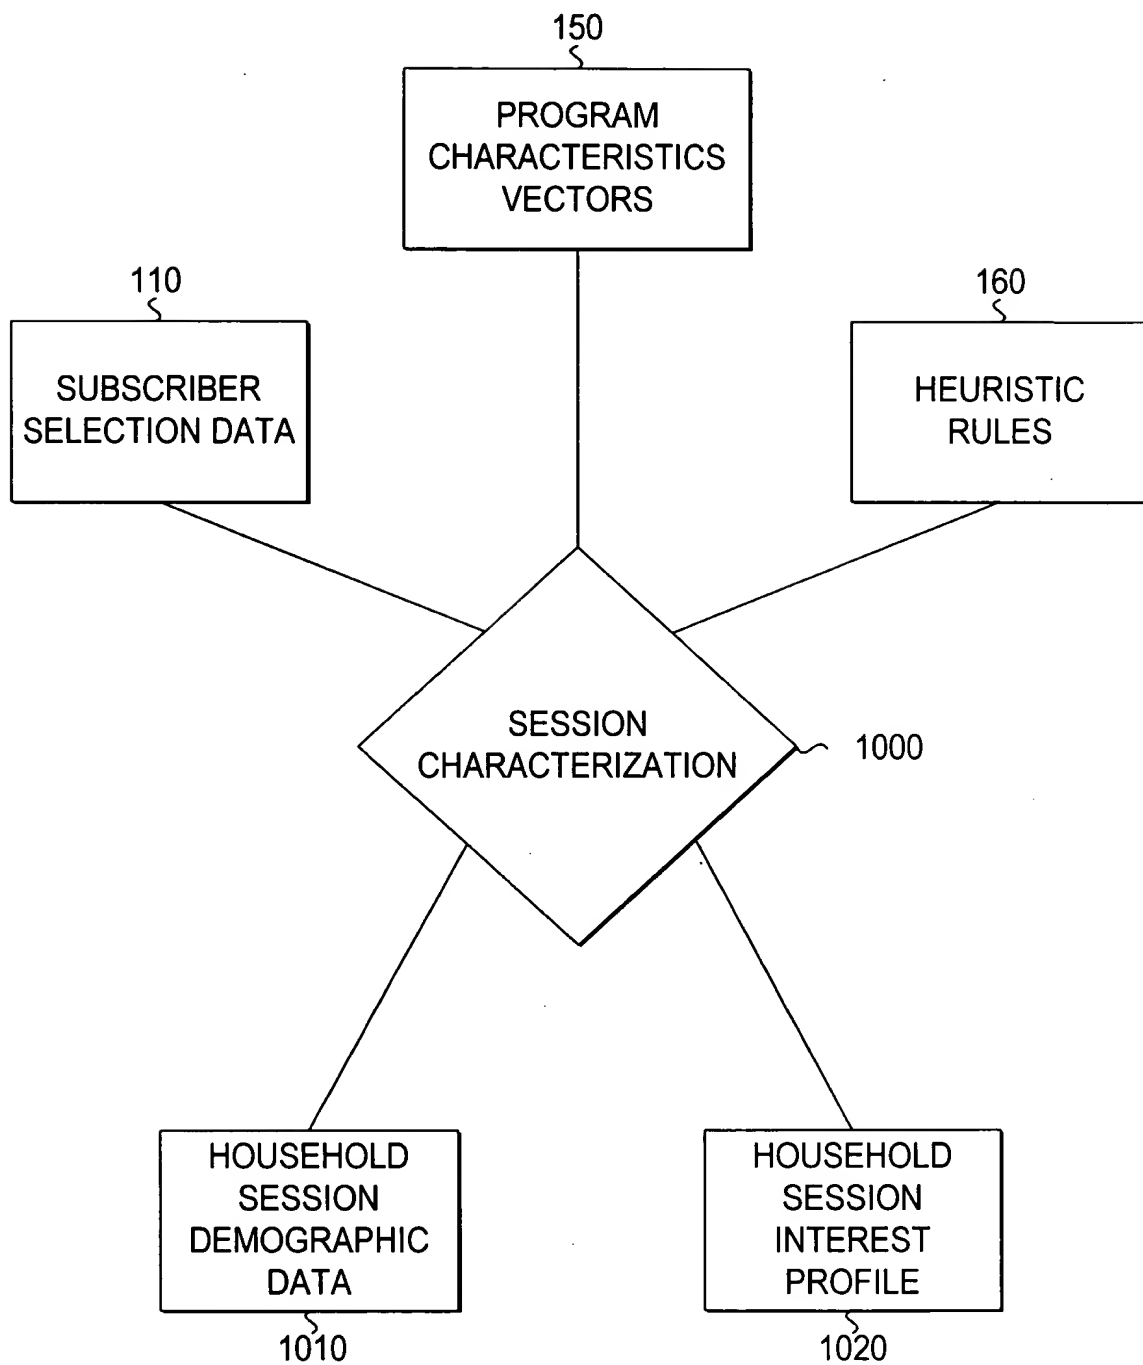 150
PROGRAM
CHARACTERISTICS
VECTORS
110
SUBSCRIBER
SELECTION DATA
160
HEURISTIC
RULES
SESSION
CHARACTERIZATION
1000
HOUSEHOLD
SESSION
DEMOGRAPHIC
DATA
1010
HOUSEHOLD
SESSION
INTEREST
PROFILE
1020